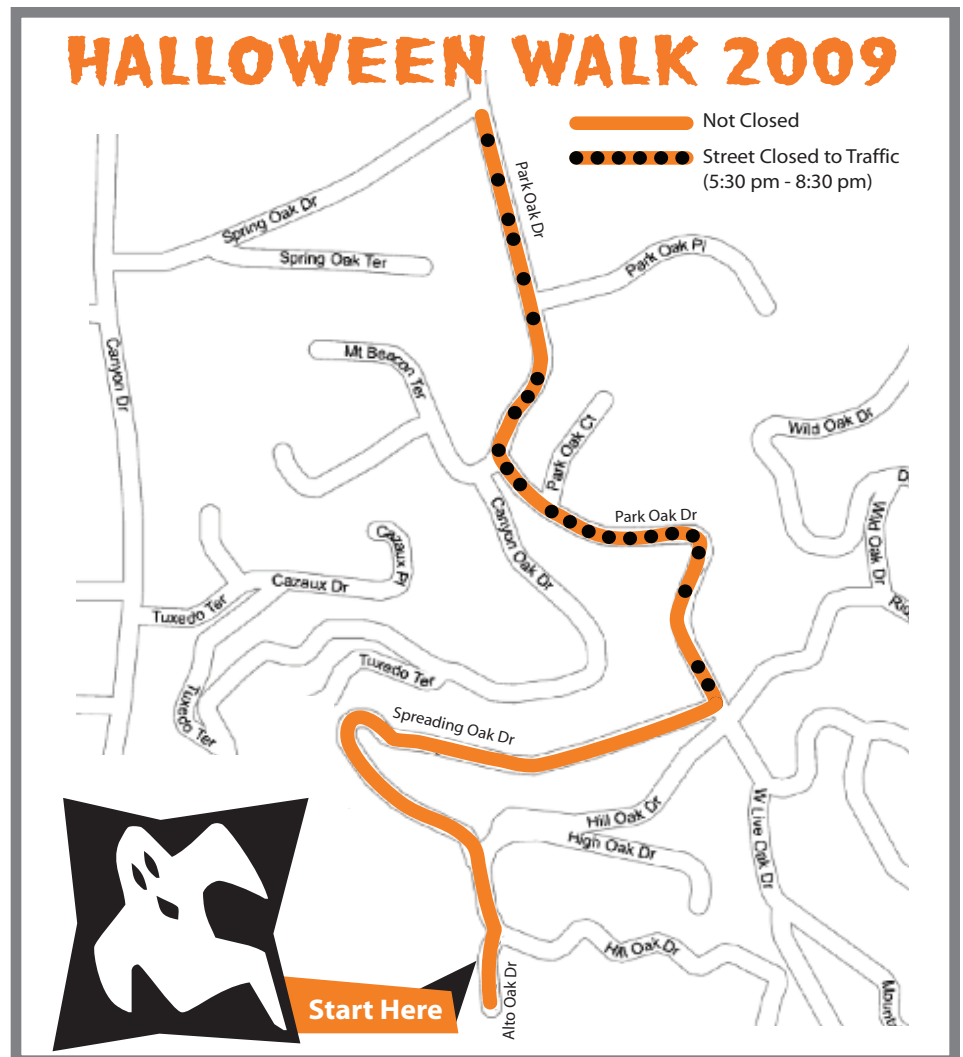 HALLOWEEN WALK 2009
Not Closed
Street Closed to Traffic
(5:30 pm - 8:30 pm)
Park Oak Dr
Spring Oak Dr
Spring Oak Ter
Park Oak Pl
Canyon Dr
Mt Beacon Ter
Park Oak Ct
Wild Oak Dr
Wild Oak Dr
D
Park Oak Dr
Canyon Oak Dr
Cazaux Pl
Cazaux Dr
Tuxedo Ter
Tuxedo Ter
Tuxedo Ter
Spreading Oak Dr
Hill Oak Dr
High Oak Dr
W Live Oak Dr
Hill Oak Dr
Alto Oak Dr
Start Here